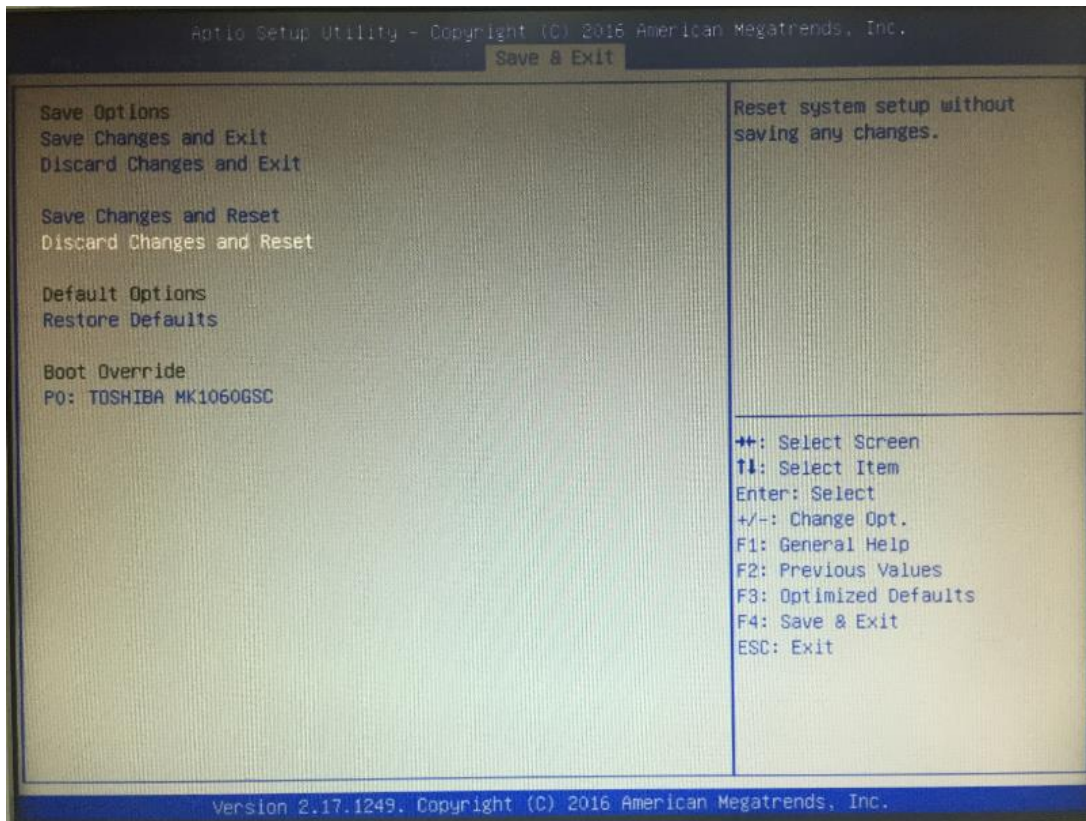 Aptio Setup Utility - Copyright (C) 2016 American Megatrends, Inc.
Save & Exit
Save Options
Save Changes and Exit
Discard Changes and Exit
Save Changes and Reset
Discard Changes and Reset
Default Options
Restore Defaults
Boot Override
P0: TOSHIBA MK1060GSC
Reset system setup without
saving any changes.
→←: Select Screen
↑↓: Select Item
Enter: Select
+/-: Change Opt.
F1: General Help
F2: Previous Values
F3: Optimized Defaults
F4: Save & Exit
ESC: Exit
Version 2.17.1249. Copyright (C) 2016 American Megatrends, Inc.